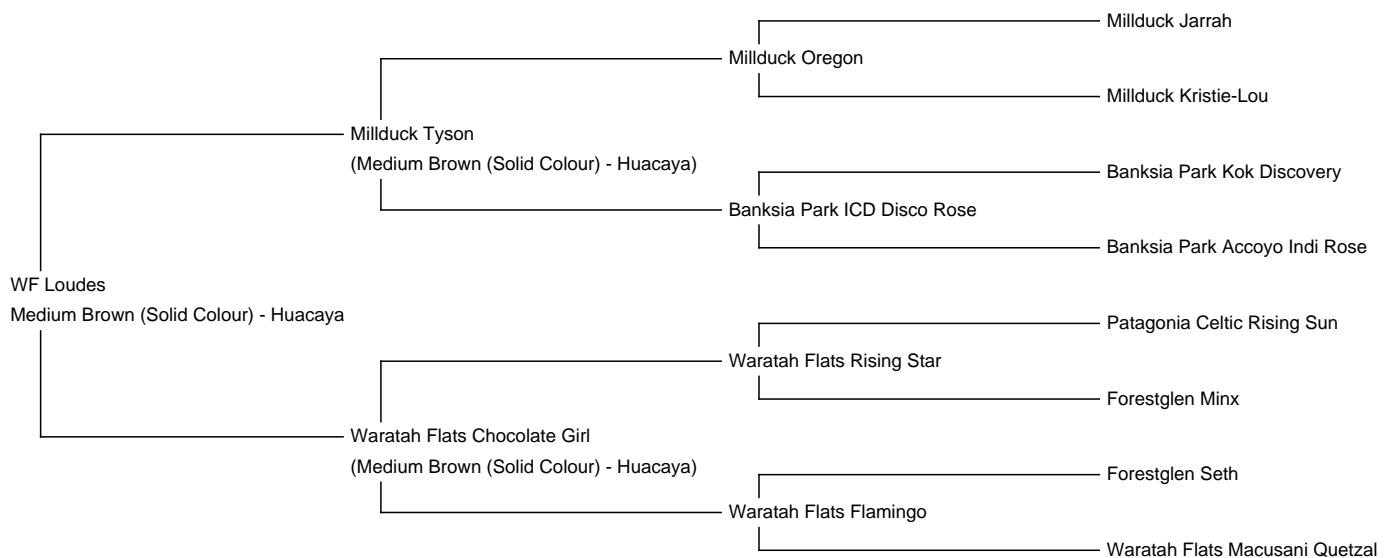 Millduck Jarrah
Millduck Oregon
Millduck Kristie-Lou
Millduck Tyson
(Medium Brown (Solid Colour) - Huacaya)
Banksia Park Kok Discovery
Banksia Park ICD Disco Rose
Banksia Park Accoyo Indi Rose
WF Loudes
Medium Brown (Solid Colour) - Huacaya
Patagonia Celtic Rising Sun
Waratah Flats Rising Star
Forestglen Minx
Waratah Flats Chocolate Girl
(Medium Brown (Solid Colour) - Huacaya)
Forestglen Seth
Waratah Flats Flamingo
Waratah Flats Macusani Quetzal